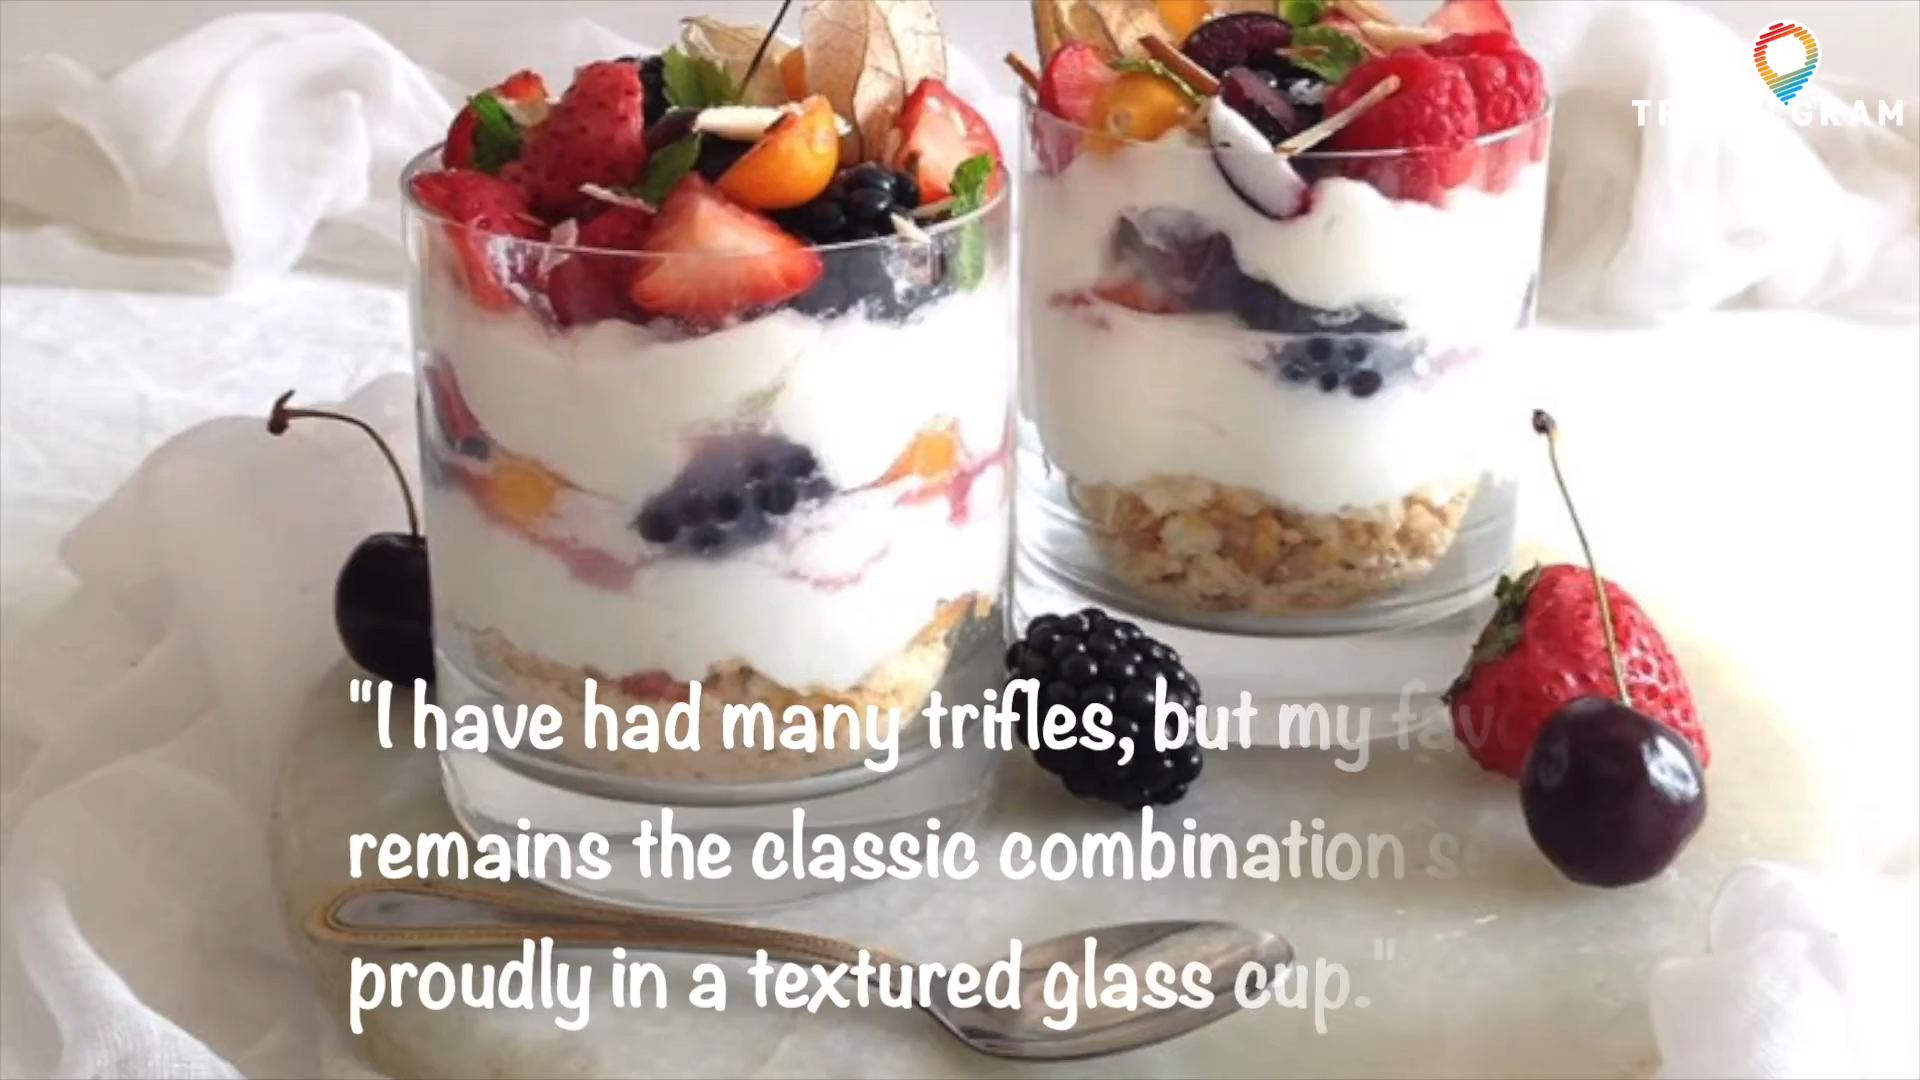 "I have had many trifles, but my
remains the classic combination
proudly in a textured glass cup."